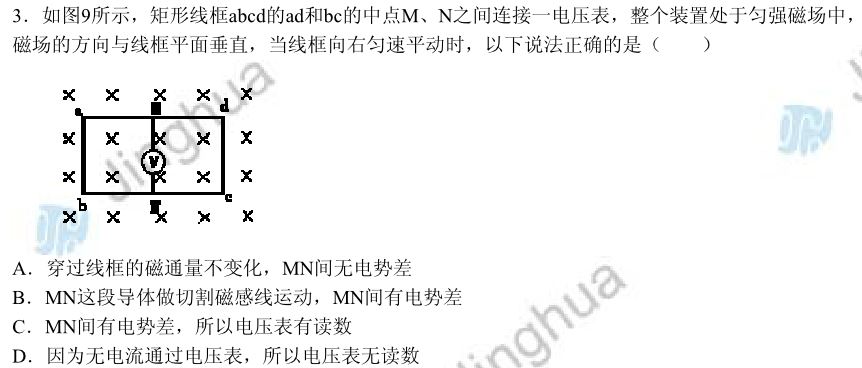 3．如图9所示，矩形线框abcd的ad和bc的中点M、N之间连接一电压表，整个装置处于匀强磁场中，
磁场的方向与线框平面垂直，当线框向右匀速平动时，以下说法正确的是（　　）
a
M
d
V
b
N
c
A．穿过线框的磁通量不变化，MN间无电势差
B．MN这段导体做切割磁感线运动，MN间有电势差
C．MN间有电势差，所以电压表有读数
D．因为无电流通过电压表，所以电压表无读数
jinghua
jinghua